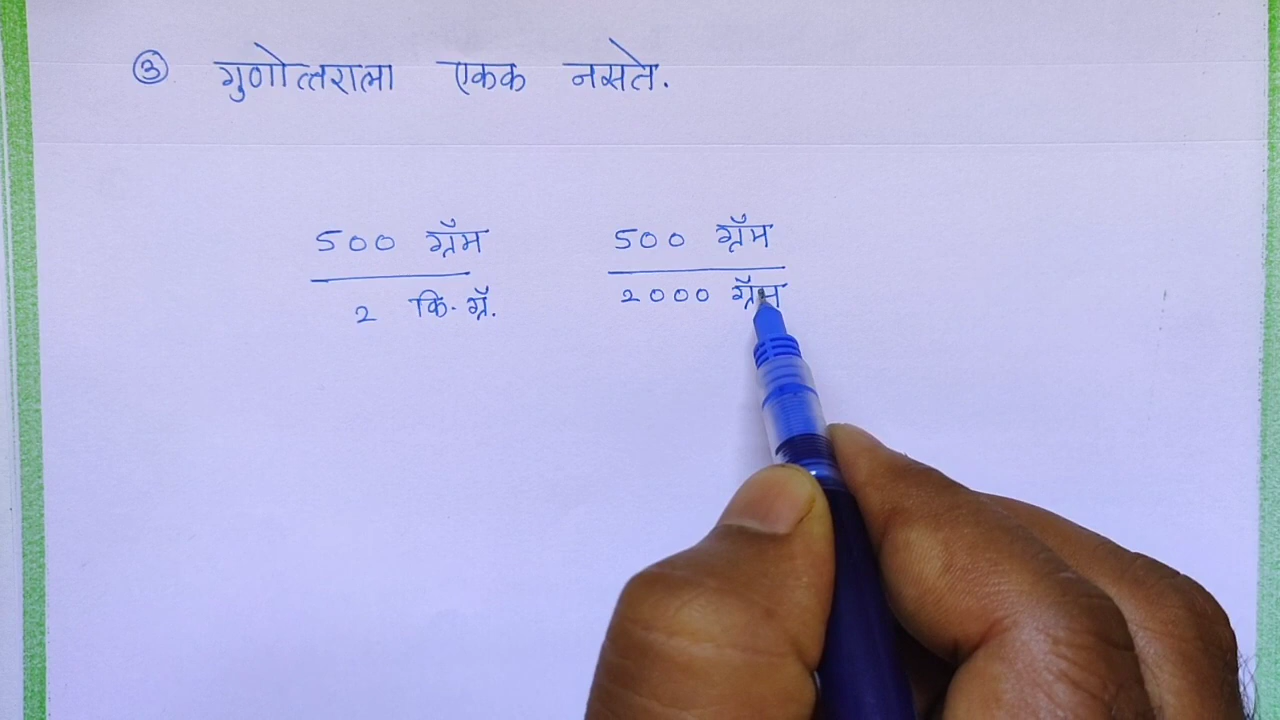 ③ गुणोत्तराला एकक नसते.
500 ग्रॅम 500 ग्रॅम
2 कि. ग्रॅ. 2000 ग्रॅम